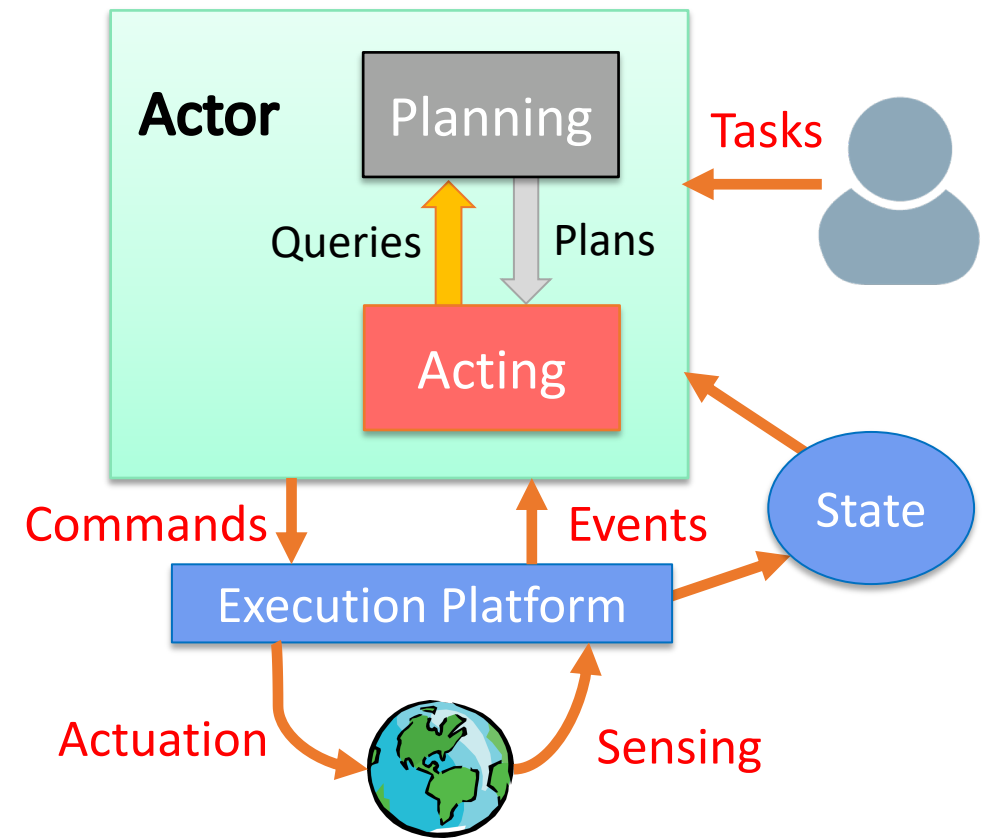 Actor
Planning
Tasks
Queries
Plans
Acting
State
Commands
Events
Execution Platform
Actuation
Sensing